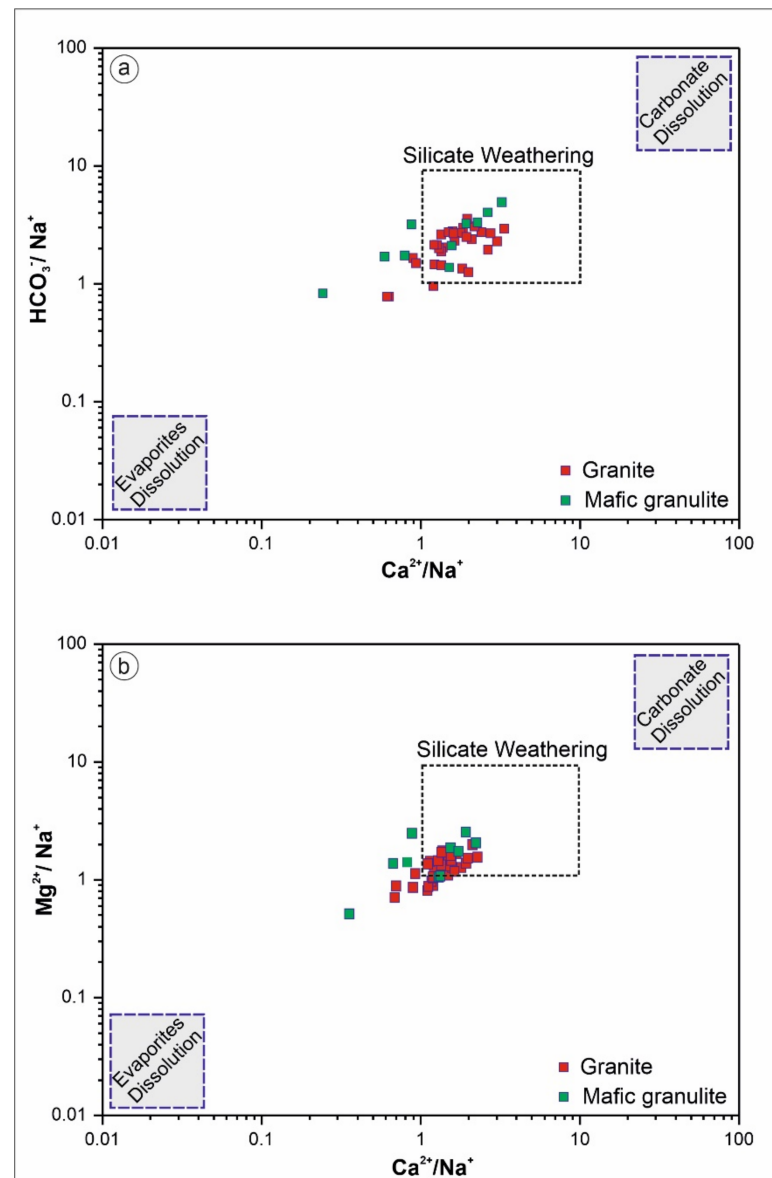 100
a
Carbonate
Dissolution
Silicate Weathering
10
HCO₃⁻/ Na⁺
1
0.1
Evaporites
Dissolution
Granite
Mafic granulite
0.01
0.01
0.1
1
10
100
Ca²⁺/Na⁺
100
b
Carbonate
Dissolution
Silicate Weathering
10
Mg²⁺/ Na⁺
1
0.1
Evaporites
Dissolution
Granite
Mafic granulite
0.01
0.01
0.1
1
10
100
Ca²⁺/Na⁺